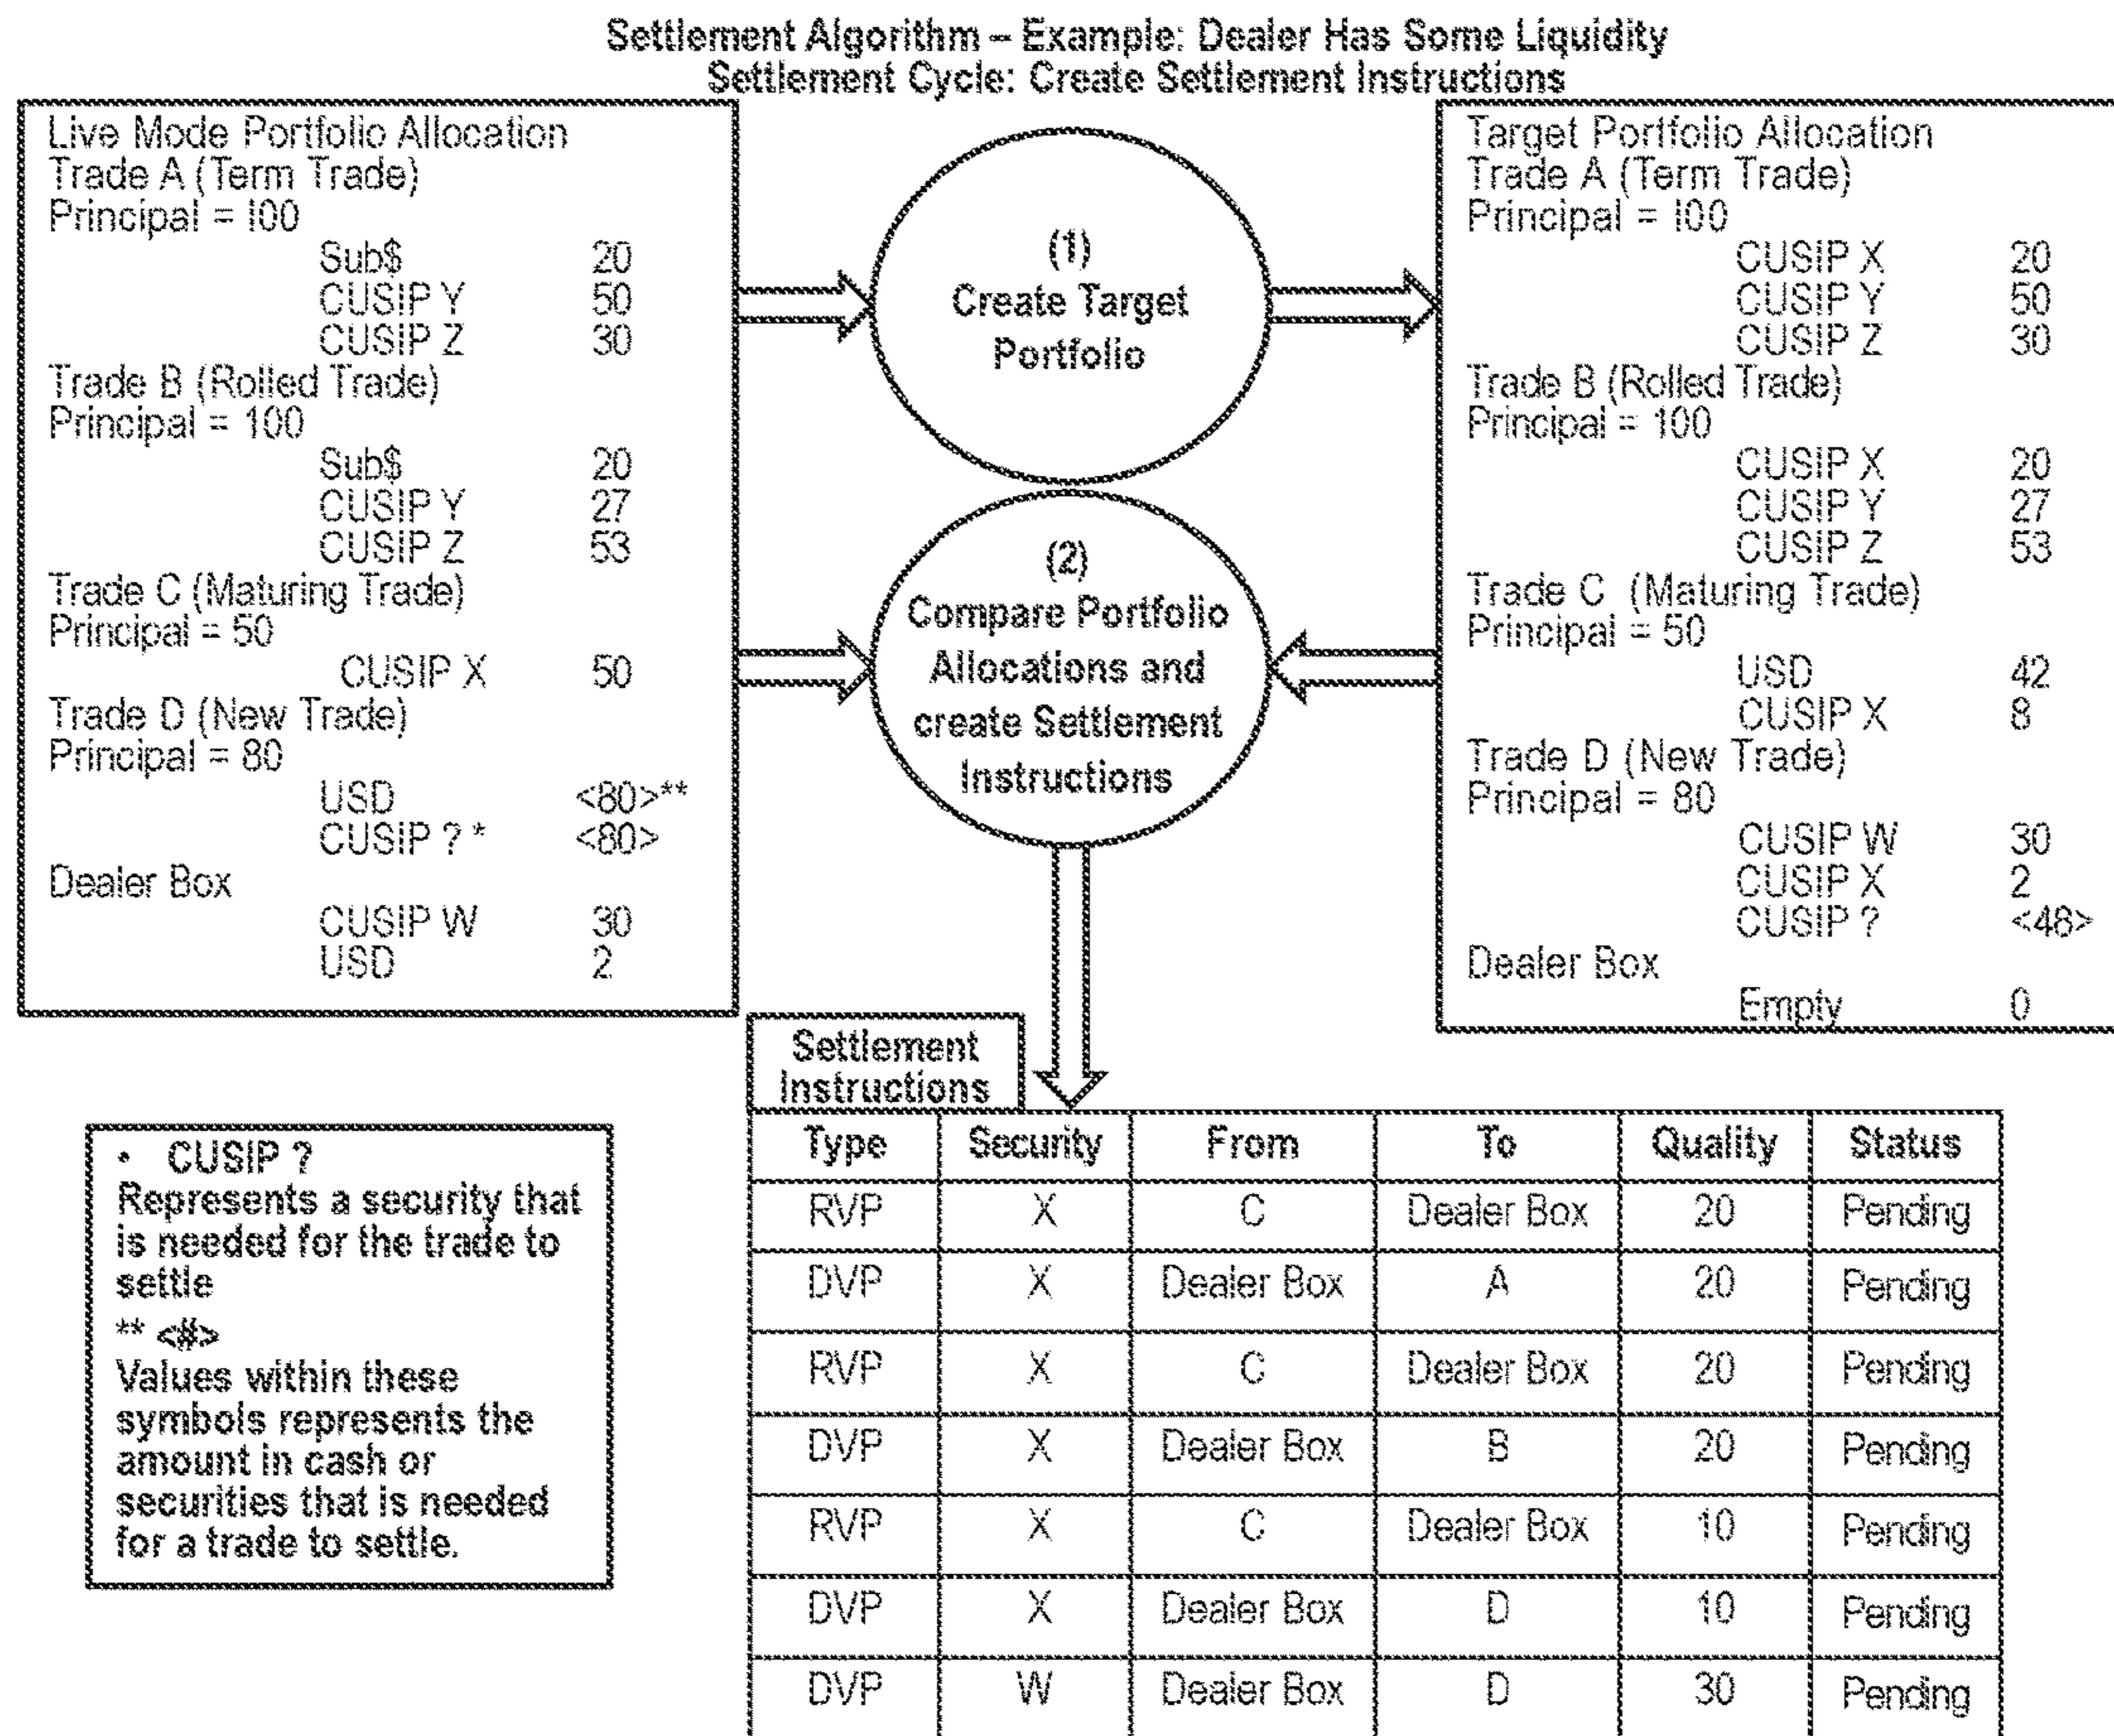 Settlement Algorithm – Example: Dealer Has Some Liquidity
Settlement Cycle: Create Settlement Instructions
Live Mode Portfolio Allocation
Trade A (Term Trade)
Principal = I00
Sub$ 20
CUSIP Y 50
CUSIP Z 30
Trade B (Rolled Trade)
Principal = 100
Sub$ 20
CUSIP Y 27
CUSIP Z 53
Trade C (Maturing Trade)
Principal = 50
CUSIP X 50
Trade D (New Trade)
Principal = 80
USD <80>**
CUSIP ? * <80>
Dealer Box
CUSIP W 30
USD 2
(1)
Create Target
Portfolio
(2)
Compare Portfolio
Allocations and
create Settlement
Instructions
Target Portfolio Allocation
Trade A (Term Trade)
Principal = I00
CUSIP X 20
CUSIP Y 50
CUSIP Z 30
Trade B (Rolled Trade)
Principal = 100
CUSIP X 20
CUSIP Y 27
CUSIP Z 53
Trade C (Maturing Trade)
Principal = 50
USD 42
CUSIP X 8
Trade D (New Trade)
Principal = 80
CUSIP W 30
CUSIP X 2
CUSIP ? <48>
Dealer Box
Empty 0
• CUSIP ?
Represents a security that
is needed for the trade to
settle
** <#>
Values within these
symbols represents the
amount in cash or
securities that is needed
for a trade to settle.
Settlement
Instructions
Type Security From To Quality Status
RVP X C Dealer Box 20 Pending
DVP X Dealer Box A 20 Pending
RVP X C Dealer Box 20 Pending
DVP X Dealer Box B 20 Pending
RVP X C Dealer Box 10 Pending
DVP X Dealer Box D 10 Pending
DVP W Dealer Box D 30 Pending